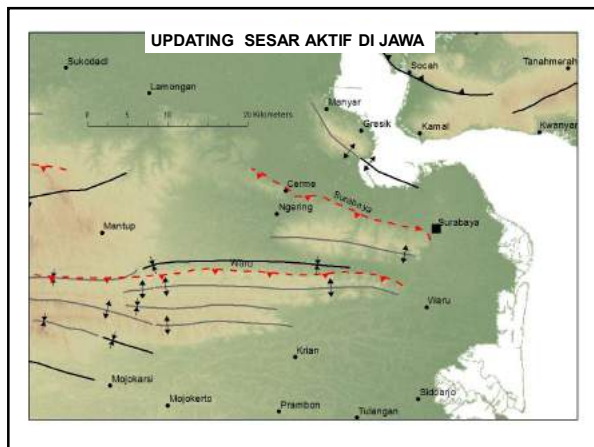 UPDATING SESAR AKTIF DI JAWA
Sukodadi
Socah
Tanahmerah
Lamongan
Manyar
0 5 10 20 Kilometers
Gresik
Kamal
Kwanyar
Cerme
Surabaya
Ngering
Surabaya
Mantup
Waru
Waru
Krian
Mojokarsi
Mojokerto
Sidoarjo
Prambon
Tulangan